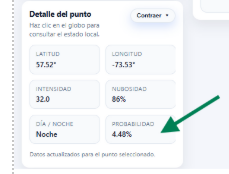 Detalle del punto
Contraer
Haz clic en el globo para
consultar el estado local.
LATITUD
57.52°
LONGITUD
-73.53°
INTENSIDAD
32.0
NUBOSIDAD
86%
DÍA / NOCHE
Noche
PROBABILIDAD
4.48%
Datos actualizados para el punto seleccionado.